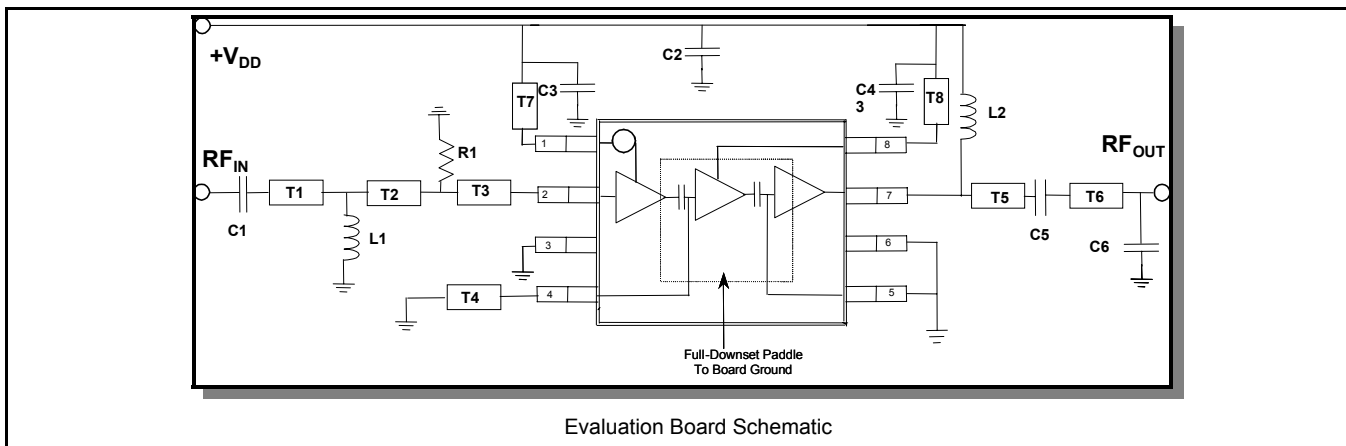 +VDD
C2
C3
C4
3
T7
T8
L2
R1
1
8
RFIN
RFOUT
T1
T2
T3
2
7
T5
T6
C1
L1
C5
C6
3
6
T4
4
5
Full-Downset Paddle
To Board Ground
Evaluation Board Schematic